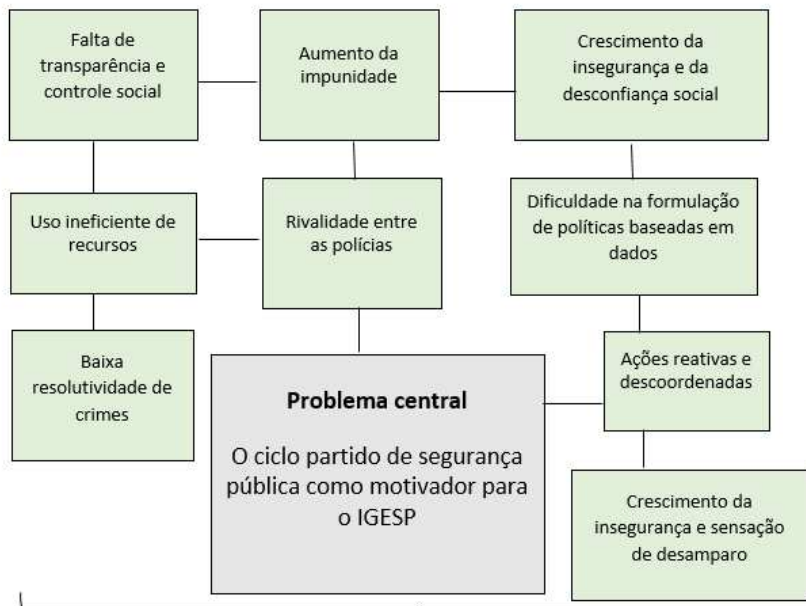 Falta de
transparência e
controle social
Aumento da
impunidade
Crescimento da
insegurança e da
desconfiança social
Uso ineficiente de
recursos
Rivalidade entre
as polícias
Dificuldade na formulação
de políticas baseadas em
dados
Baixa
resolutividade de
crimes
Problema central
O ciclo partido de segurança
pública como motivador para
o IGESP
Ações reativas e
descoordenadas
Crescimento da
insegurança e sensação
de desamparo